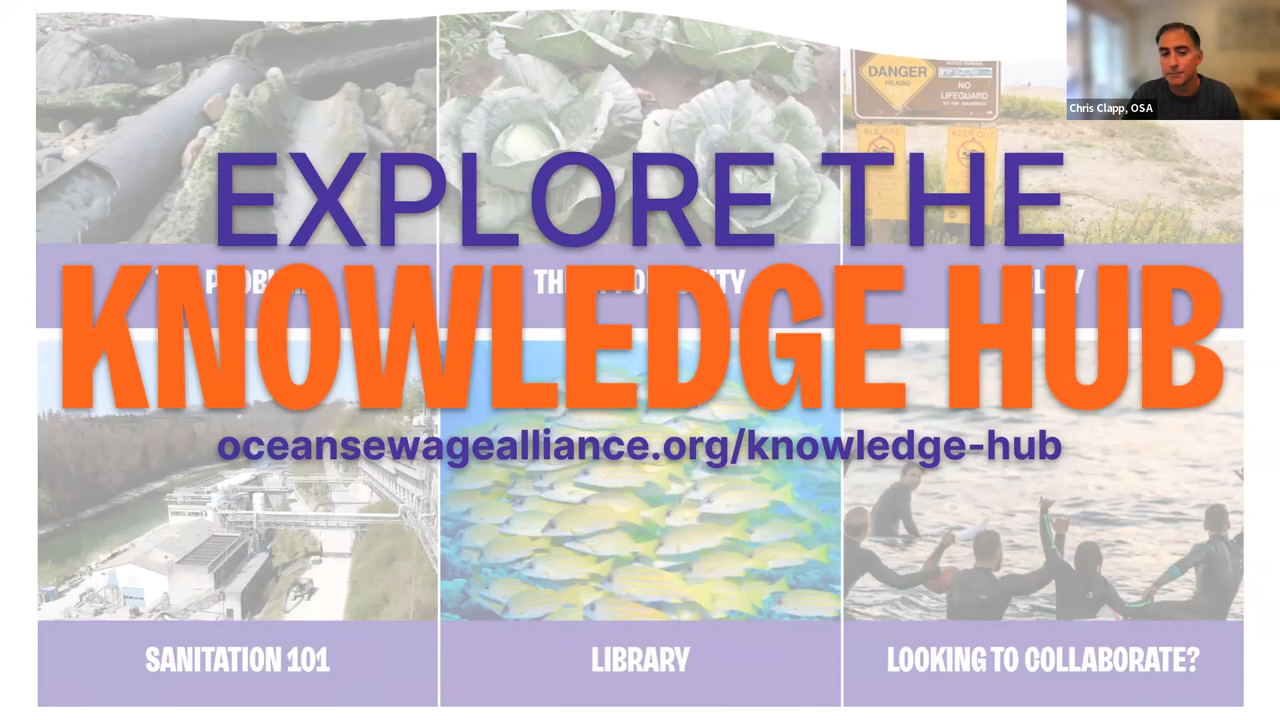 DANGER
PELIGRO
NO
LIFEGUARD
Chris Clapp, OSA
KEEP OUT
EXPLORE THE
KNOWLEDGE HUB
oceansewagealliance.org/knowledge-hub
SANITATION 101
LIBRARY
LOOKING TO COLLABORATE?